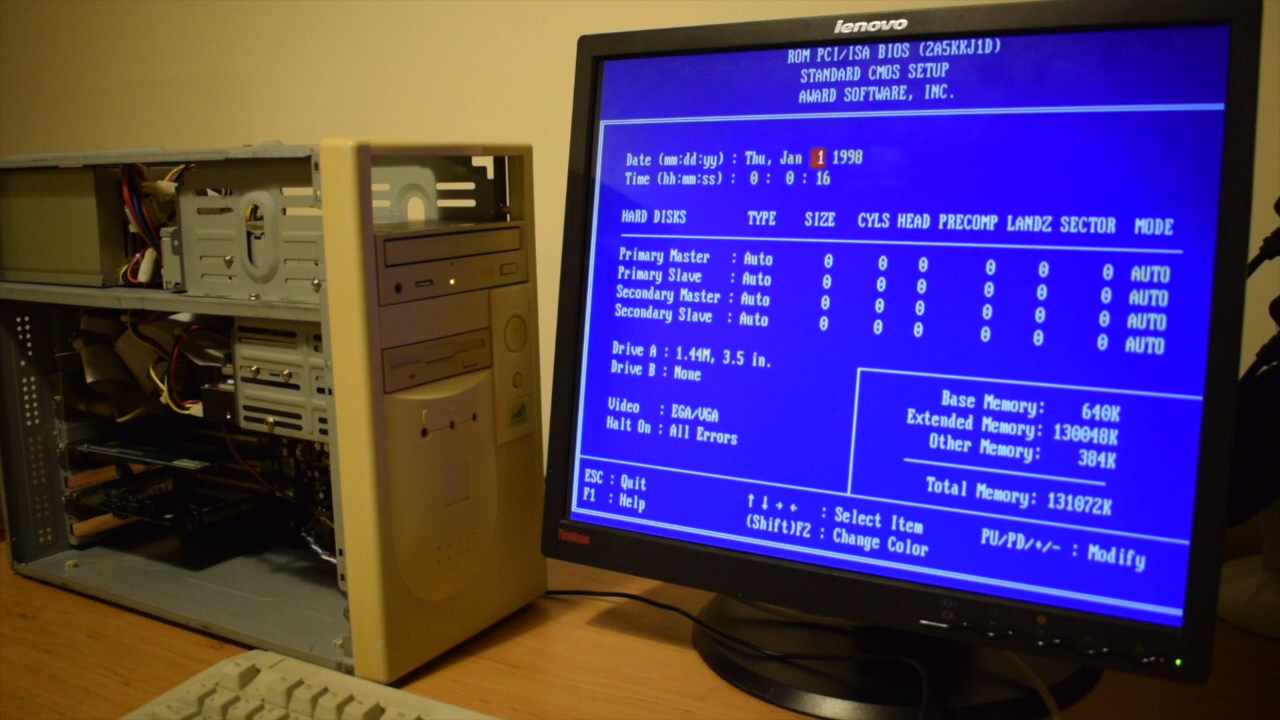 lenovo
ROM PCI/ISA BIOS (2A5KKJ1D)
STANDARD CMOS SETUP
AWARD SOFTWARE, INC.
Date (mm:dd:yy) : Thu, Jan 1 1998
Time (hh:mm:ss) : 0 : 0 : 16
HARD DISKS TYPE SIZE CYLS HEAD PRECOMP LANDZ SECTOR MODE
Primary Master : Auto 0 0 0 0 0 0 AUTO
Primary Slave : Auto 0 0 0 0 0 0 AUTO
Secondary Master : Auto 0 0 0 0 0 0 AUTO
Secondary Slave : Auto 0 0 0 0 0 0 AUTO
Drive A : 1.44M, 3.5 in.
Drive B : None
Video : EGA/VGA
Halt On : All Errors
Base Memory: 640K
Extended Memory: 130048K
Other Memory: 384K
Total Memory: 131072K
ESC : Quit
F1 : Help
↑ ↓ → ← : Select Item
(Shift)F2 : Change Color
PU/PD/+/- : Modify
ThinkVision